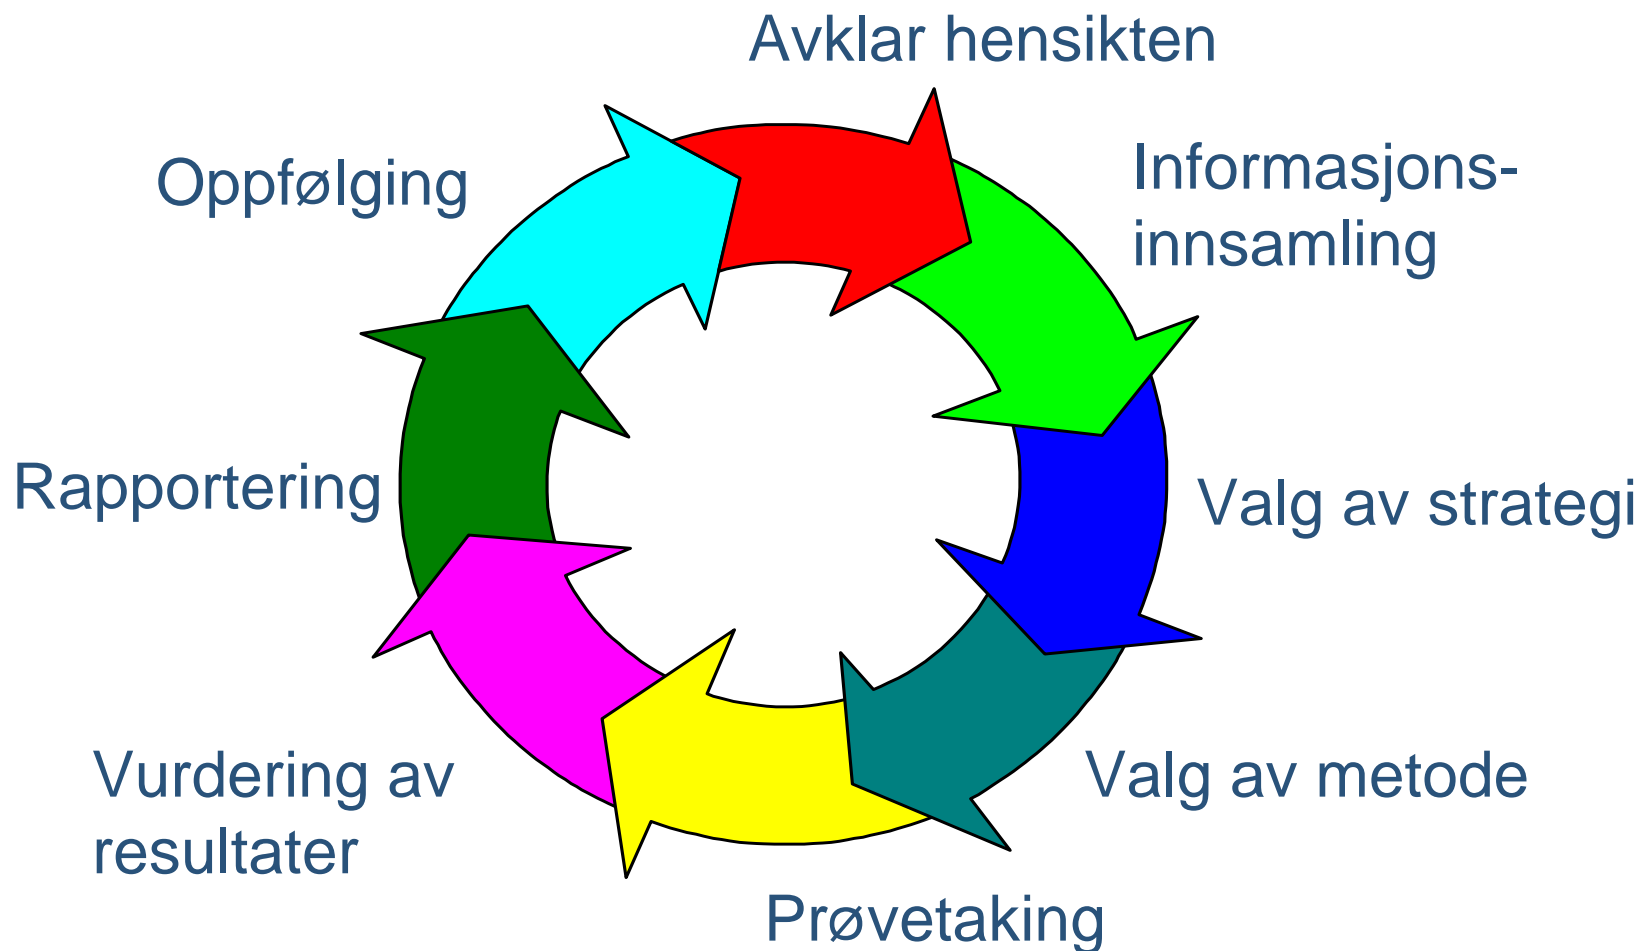 Avklar hensikten
Informasjons-
innsamling
Valg av strategi
Valg av metode
Prøvetaking
Vurdering av
resultater
Rapportering
Oppfølging